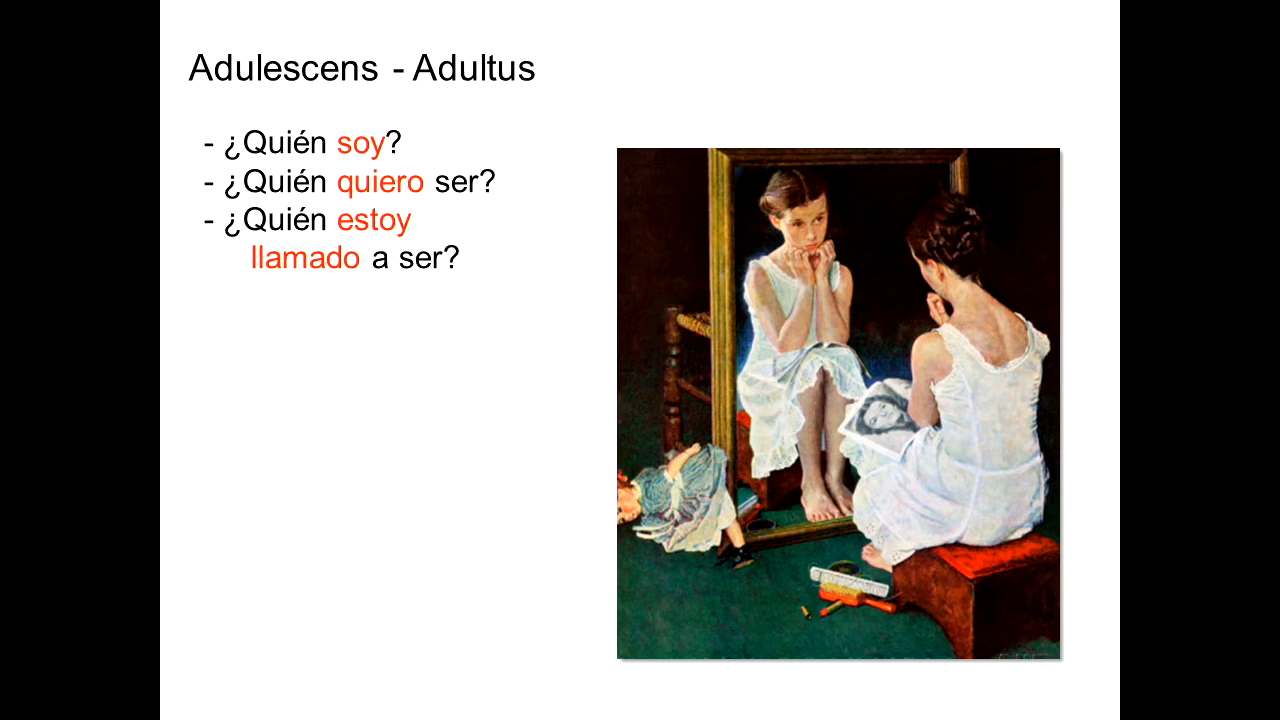 Adulescens - Adultus
- ¿Quién soy?
- ¿Quién quiero ser?
- ¿Quién estoy
llamado a ser?